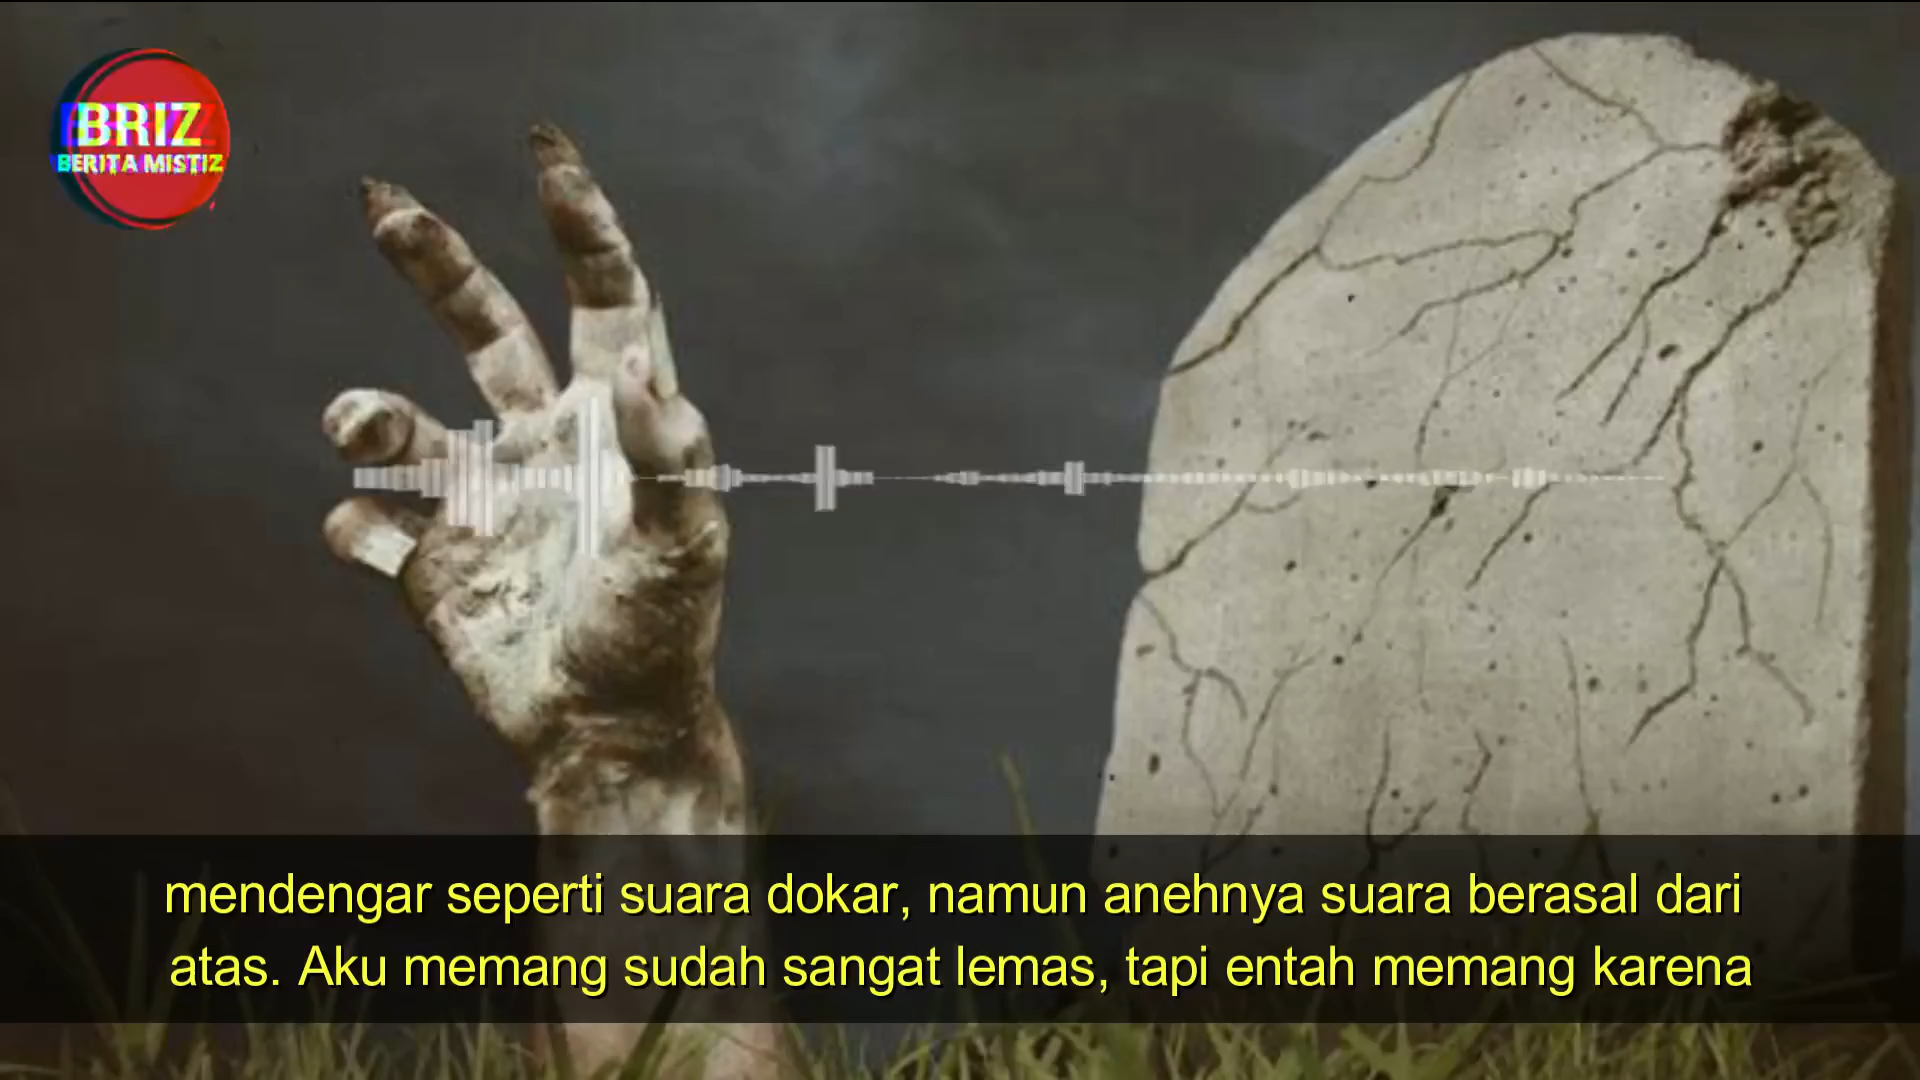 BRIZ
BERITA MISTIZ
mendengar seperti suara dokar, namun anehnya suara berasal dari
atas. Aku memang sudah sangat lemas, tapi entah memang karena